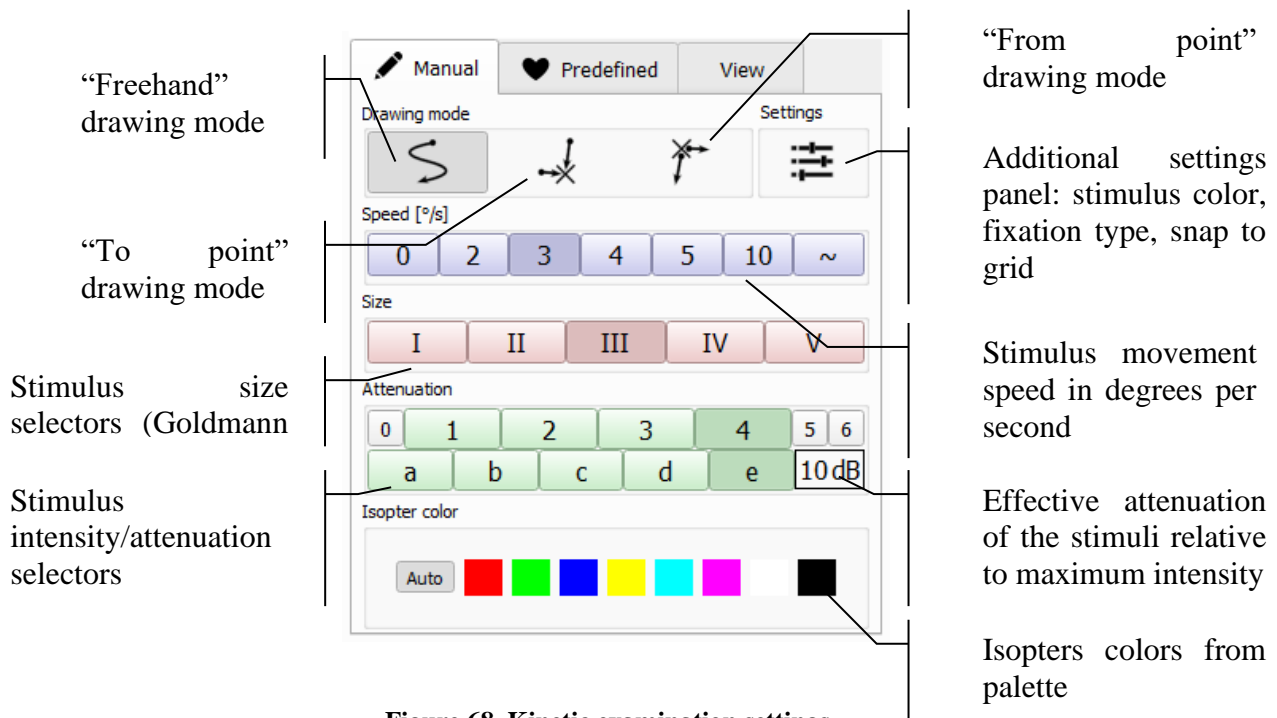 “Freehand”
drawing mode
“To point”
drawing mode
Stimulus size
selectors (Goldmann
Stimulus
intensity/attenuation
selectors
Manual Predefined View
Drawing mode Settings
Speed [°/s]
0 2 3 4 5 10 ~
Size
I II III IV V
Attenuation
0 1 2 3 4 5 6
a b c d e 10 dB
Isopter color
Auto
“From point”
drawing mode
Additional settings
panel: stimulus color,
fixation type, snap to
grid
Stimulus movement
speed in degrees per
second
Effective attenuation
of the stimuli relative
to maximum intensity
Isopters colors from
palette
Figure 68. Kinetic examination settings